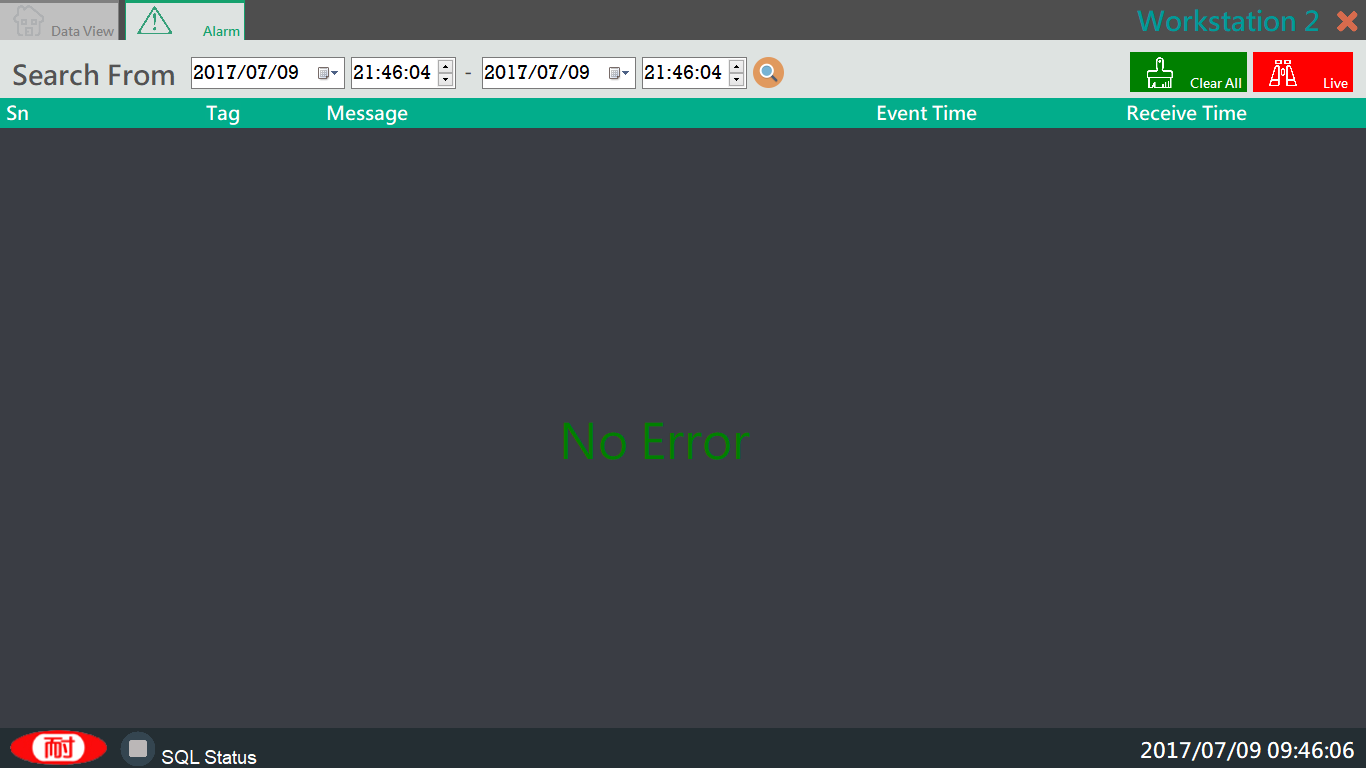 Data View Alarm Workstation 2
Search From 2017/07/09 21:46:04 - 2017/07/09 21:46:04 Clear All Live
Sn Tag Message Event Time Receive Time
No Error
耐 SQL Status 2017/07/09 09:46:06